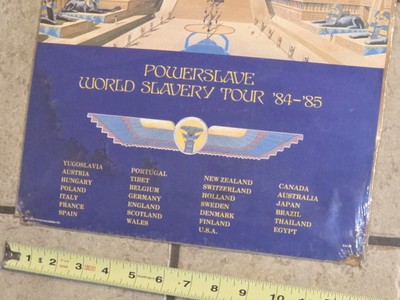 POWERSLAVE
WORLD SLAVERY TOUR '84-'85
YUGOSLAVIA
AUSTRIA
HUNGARY
POLAND
ITALY
FRANCE
SPAIN
PORTUGAL
TIBET
BELGIUM
GERMANY
ENGLAND
SCOTLAND
WALES
NEW ZEALAND
SWITZERLAND
HOLLAND
SWEDEN
DENMARK
FINLAND
U.S.A.
CANADA
AUSTRALIA
JAPAN
BRAZIL
THAILAND
EGYPT
1 2 3 4 5 6 7 8 9 10 11